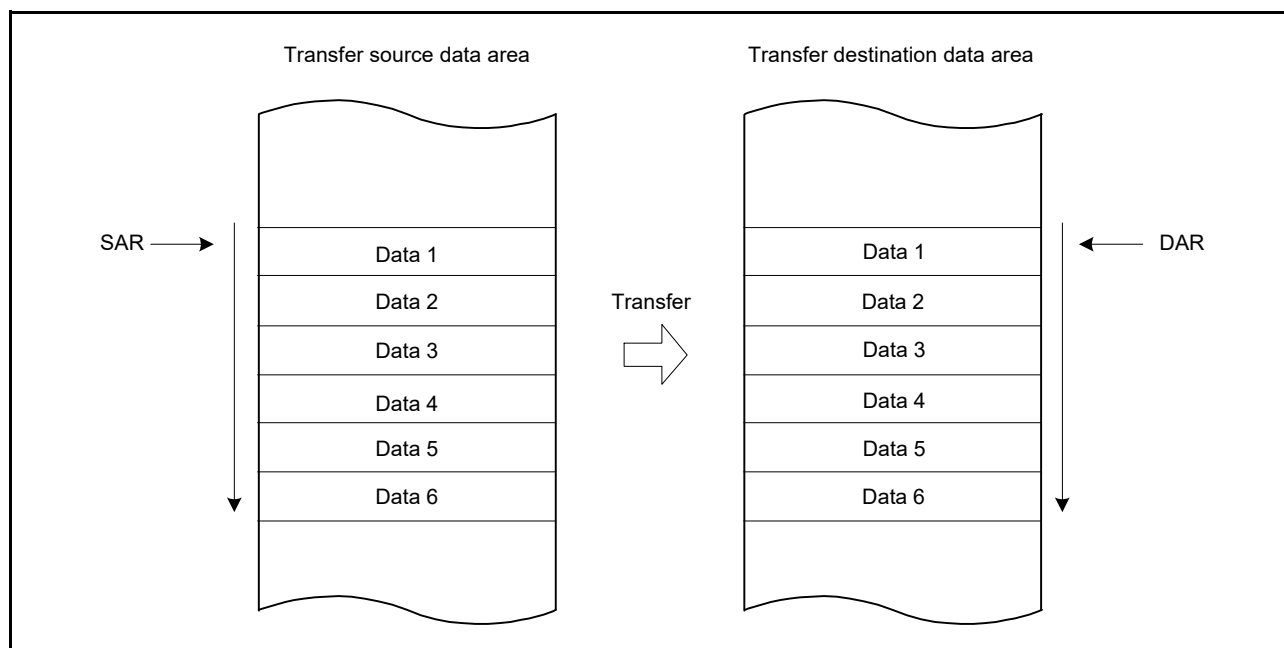 Transfer source data area
Transfer destination data area
SAR
Data 1
Data 2
Data 3
Data 4
Data 5
Data 6
Transfer
Data 1
Data 2
Data 3
Data 4
Data 5
Data 6
DAR